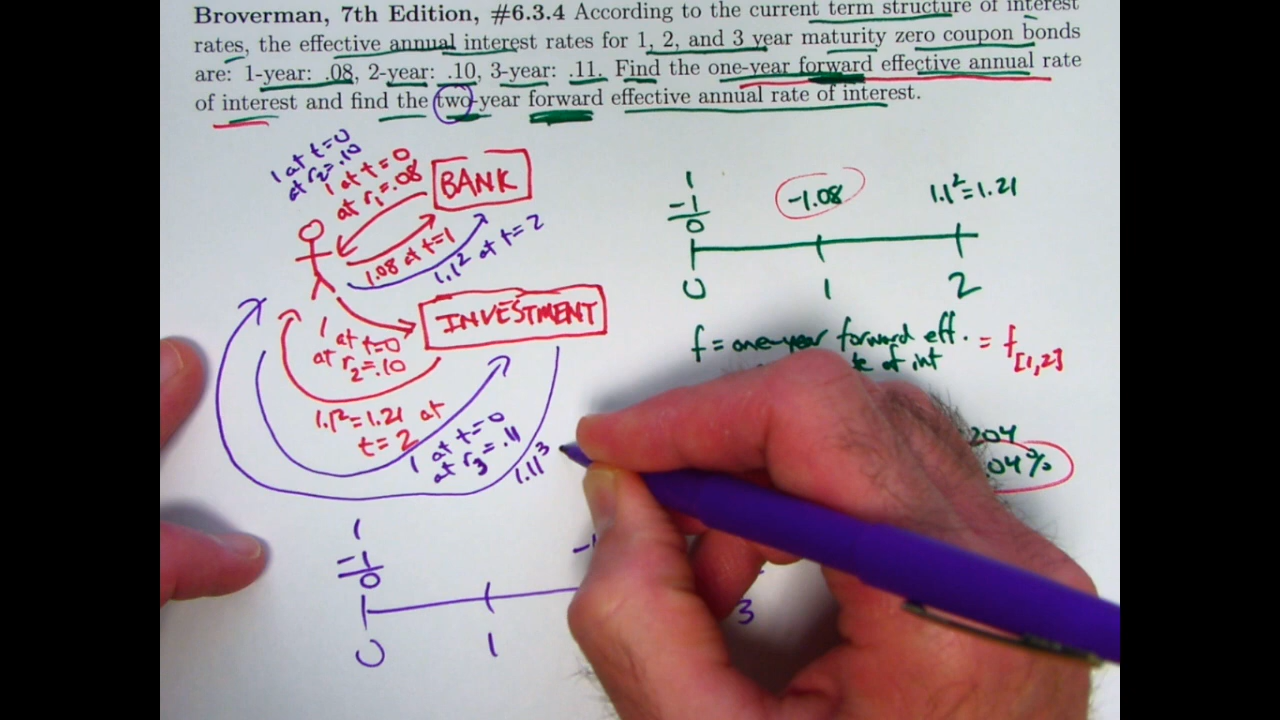 Broverman, 7th Edition, #6.3.4 According to the current term structure of interest
rates, the effective annual interest rates for 1, 2, and 3 year maturity zero coupon bonds
are: 1-year: .08, 2-year: .10, 3-year: .11. Find the one-year forward effective annual rate
of interest and find the two-year forward effective annual rate of interest.
1 at t=0
at r2=.10
1 at t=0
at r1=.08
BANK
1.08 at t=1
1.1² at t=2
INVESTMENT
1 at t=0
at r2=.10
1.1²=1.21 at
t=2
1 at t=0
at r3=.11
1.11³
1
-1
0
-1.08
1.1²=1.21
0
1
2
f=one-year forward eff. = f[1,2]
of int
204
.04%
1
-1
0
0
1
3